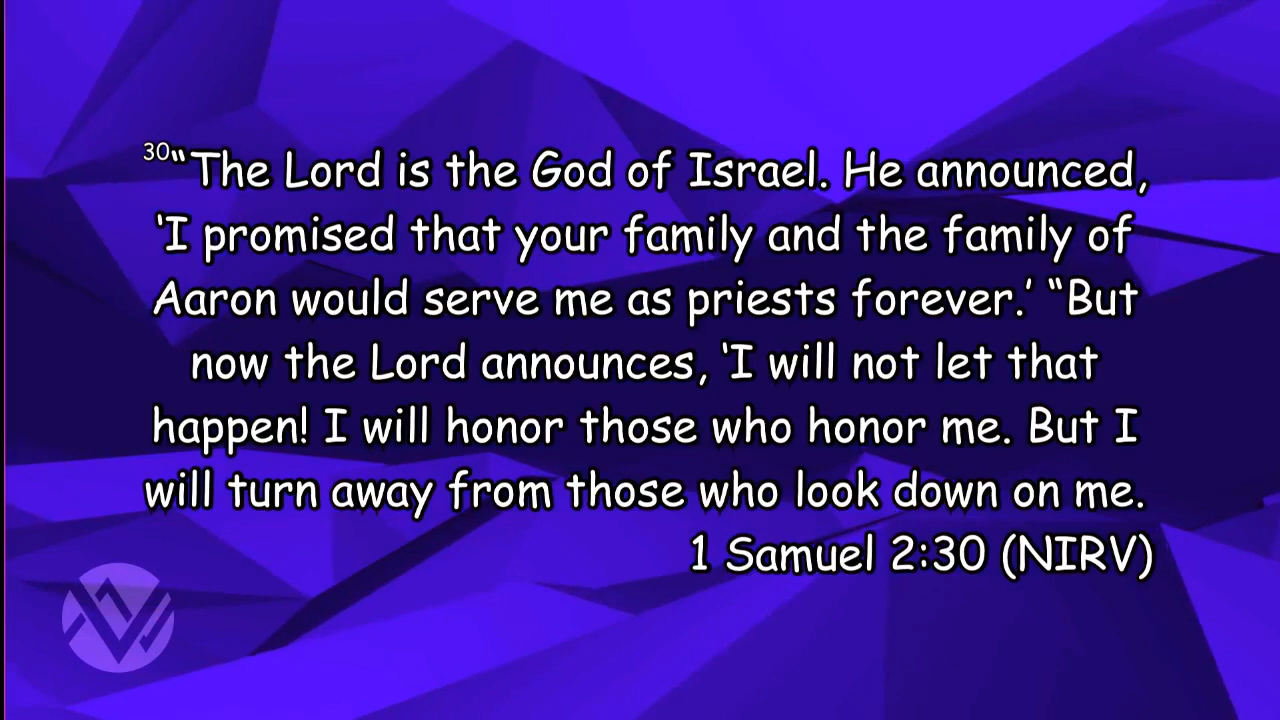 30“The Lord is the God of Israel. He announced,
‘I promised that your family and the family of
Aaron would serve me as priests forever.’ “But
now the Lord announces, ‘I will not let that
happen! I will honor those who honor me. But I
will turn away from those who look down on me.
1 Samuel 2:30 (NIRV)